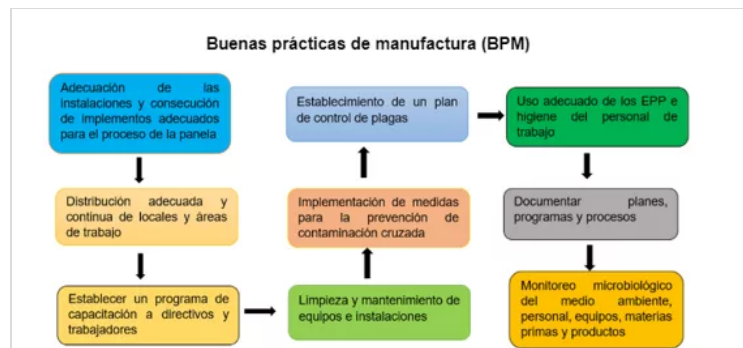 Buenas prácticas de manufactura (BPM)
Adecuación de las
instalaciones y consecución
de implementos adecuados
para el proceso de la panela
Distribución adecuada y
continua de locales y áreas
de trabajo
Establecer un programa de
capacitación a directivos y
trabajadores
Limpieza y mantenimiento de
equipos e instalaciones
Implementación de medidas
para la prevención de
contaminación cruzada
Establecimiento de un plan
de control de plagas
Uso adecuado de los EPP e
higiene del personal de
trabajo
Documentar planes,
programas y procesos
Monitoreo microbiológico
del medio ambiente,
personal, equipos, materias
primas y productos